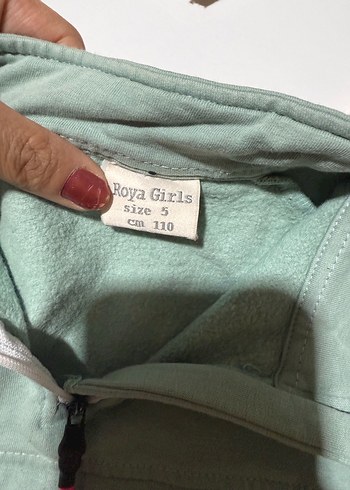 Roya Girls
size 5
cm 110